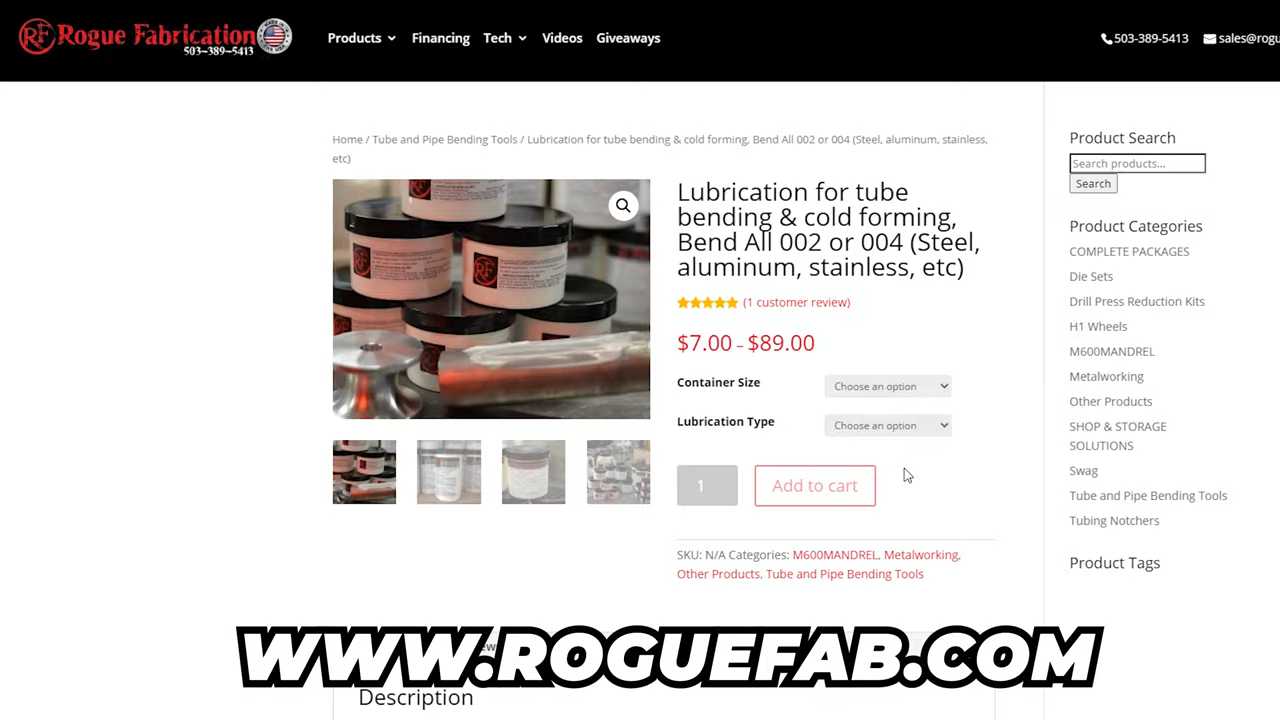 RF Rogue Fabrication
MADE IN USA
503-389-5413
Products
Financing
Tech
Videos
Giveaways
503-389-5413
sales@rogu
Home / Tube and Pipe Bending Tools / Lubrication for tube bending & cold forming, Bend All 002 or 004 (Steel, aluminum, stainless,
etc)
Lubrication for tube
bending & cold forming,
Bend All 002 or 004 (Steel,
aluminum, stainless, etc)
(1 customer review)
$7.00 – $89.00
Container Size
Choose an option
Lubrication Type
Choose an option
1
Add to cart
SKU: N/A Categories: M600MANDREL, Metalworking,
Other Products, Tube and Pipe Bending Tools
Product Search
Search products...
Search
Product Categories
COMPLETE PACKAGES
Die Sets
Drill Press Reduction Kits
H1 Wheels
M600MANDREL
Metalworking
Other Products
SHOP & STORAGE
SOLUTIONS
Swag
Tube and Pipe Bending Tools
Tubing Notchers
Product Tags
WWW.ROGUEFAB.COM
Description